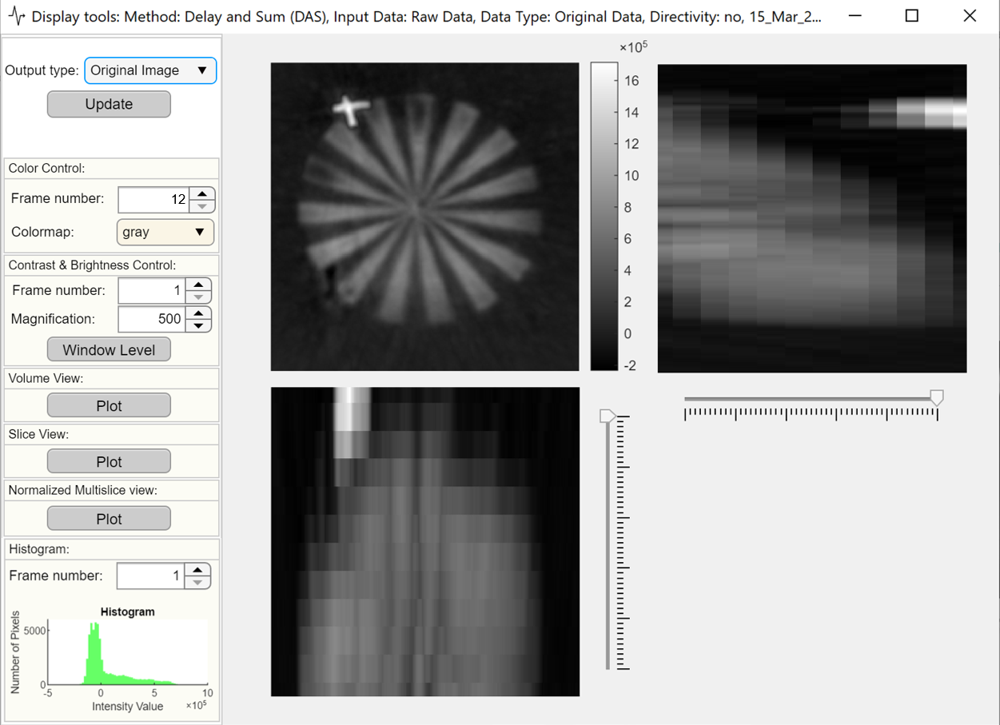 Display tools: Method: Delay and Sum (DAS), Input Data: Raw Data, Data Type: Original Data, Directivity: no, 15_Mar_2...
Output type: Original Image
Update
Color Control:
Frame number: 12
Colormap: gray
Contrast & Brightness Control:
Frame number: 1
Magnification: 500
Window Level
Volume View:
Plot
Slice View:
Plot
Normalized Multislice view:
Plot
Histogram:
Frame number: 1
Histogram
Number of Pixels
5000
0
-5 0 5 10
Intensity Value ×10⁵
×10⁵
16
14
12
10
8
6
4
2
0
-2